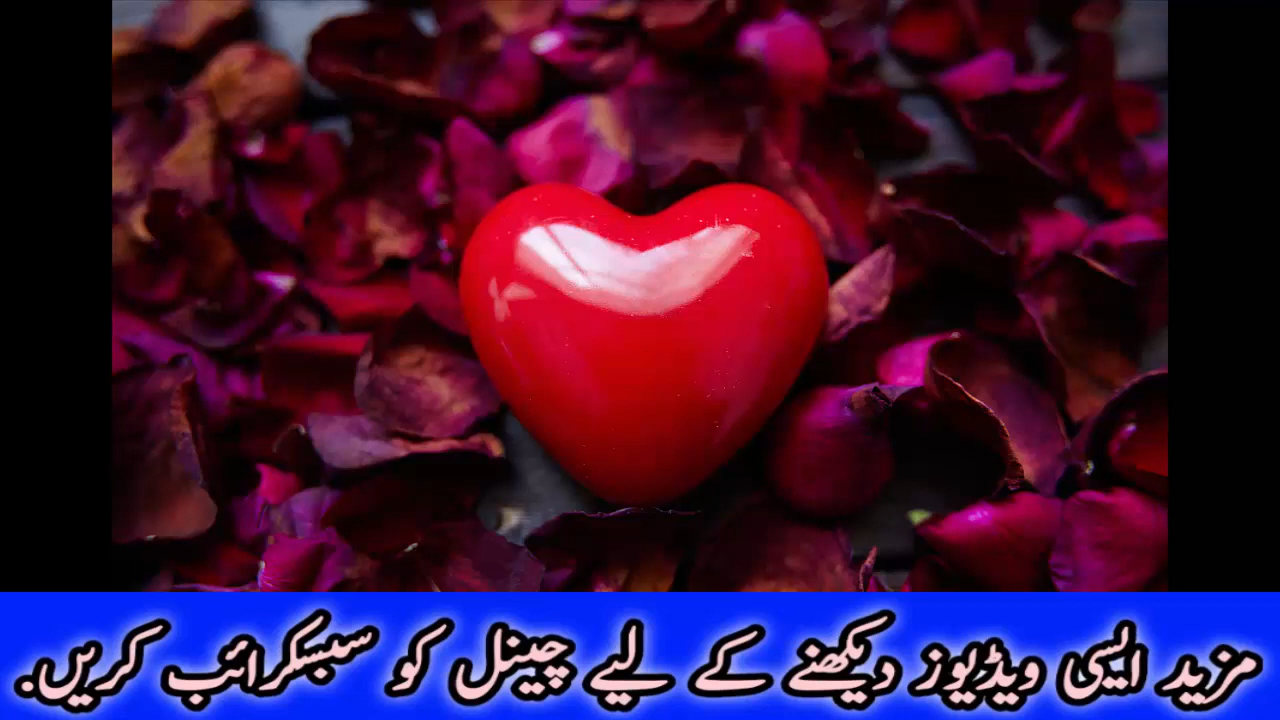 مزید ایسی ویڈیوز دیکھنے کے لیے چینل کو سبسکرائب کریں.